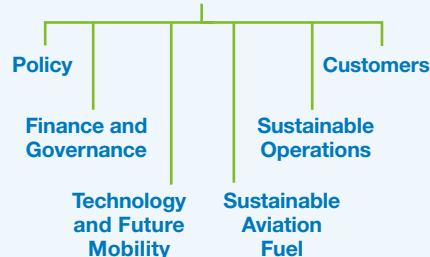 Policy
Customers
Finance and
Governance
Sustainable
Operations
Technology
and Future
Mobility
Sustainable
Aviation
Fuel